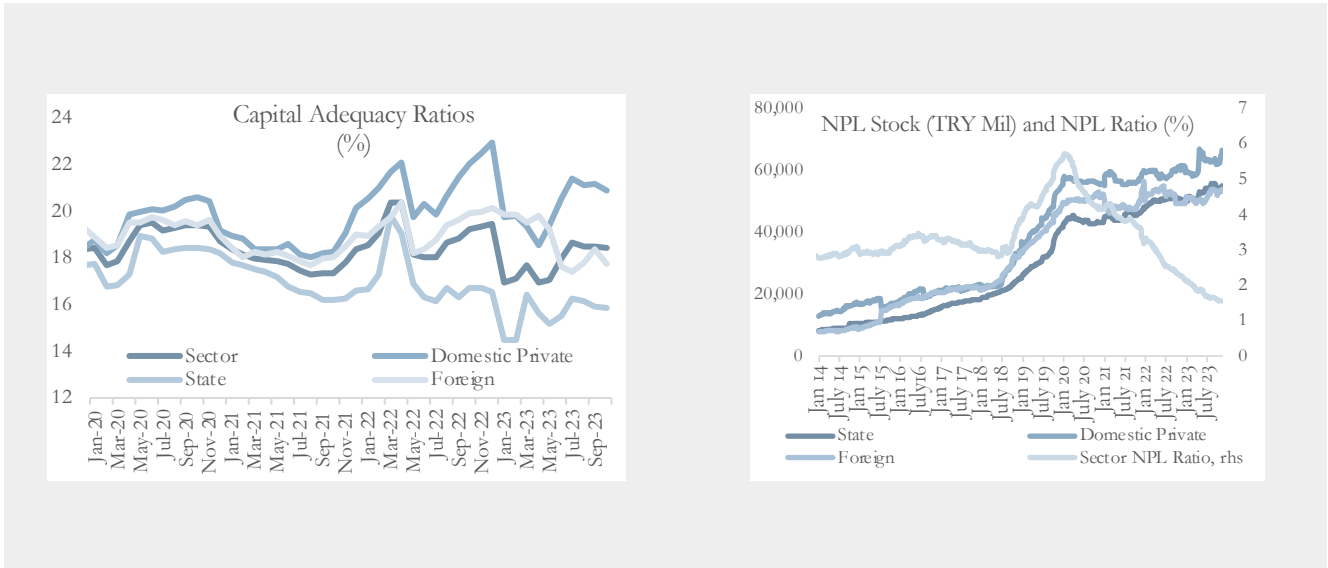 Capital Adequacy Ratios
(%)
24
22
20
18
16
14
12
Sector
Domestic Private
State
Foreign
Jan-20
Mar-20
May-20
Jul-20
Sep-20
Nov-20
Jan-21
Mar-21
May-21
Jul-21
Sep-21
Nov-21
Jan-22
Mar-22
May-22
Jul-22
Sep-22
Nov-22
Jan-23
Mar-23
May-23
Jul-23
Sep-23
NPL Stock (TRY Mil) and NPL Ratio (%)
80,000
60,000
40,000
20,000
0
7
6
5
4
3
2
1
0
Jan 14
July 14
Jan 15
July 15
Jan 16
July16
Jan 17
July 17
Jan 18
July 18
Jan 19
July 19
Jan 20
July 20
Jan 21
July 21
Jan 22
July 22
Jan 23
July 23
State
Domestic Private
Foreign
Sector NPL Ratio, rhs